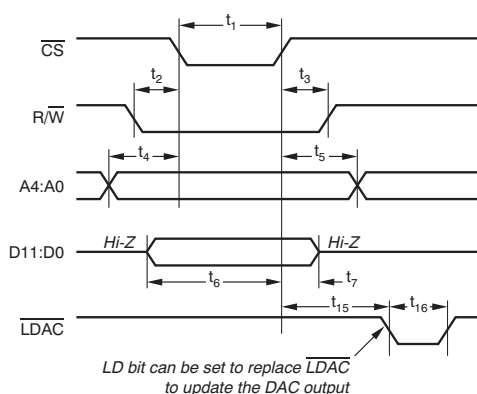 t1
CS
t2
t3
R/W
t4
t5
A4:A0
Hi-Z
Hi-Z
D11:D0
t6
t7
t15
t16
LDAC
LD bit can be set to replace LDAC
to update the DAC output